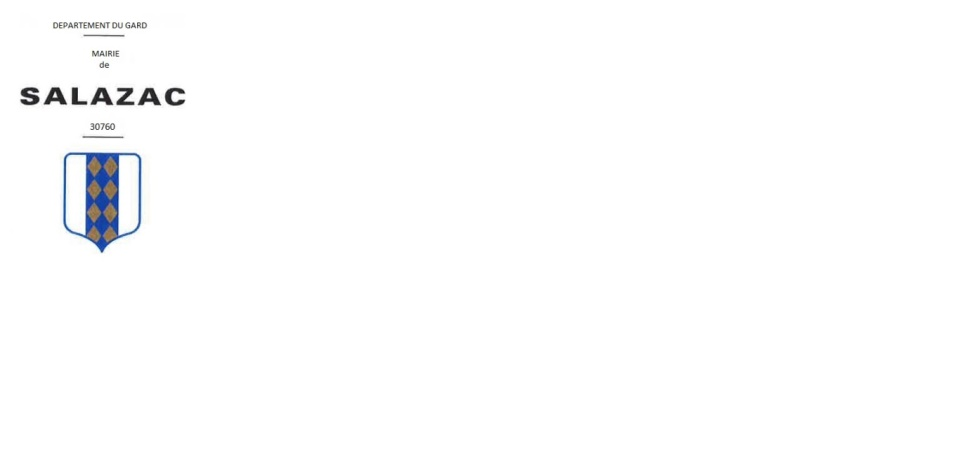 DEPARTEMENT DU GARD
MAIRIE
de
SALAZAC
30760